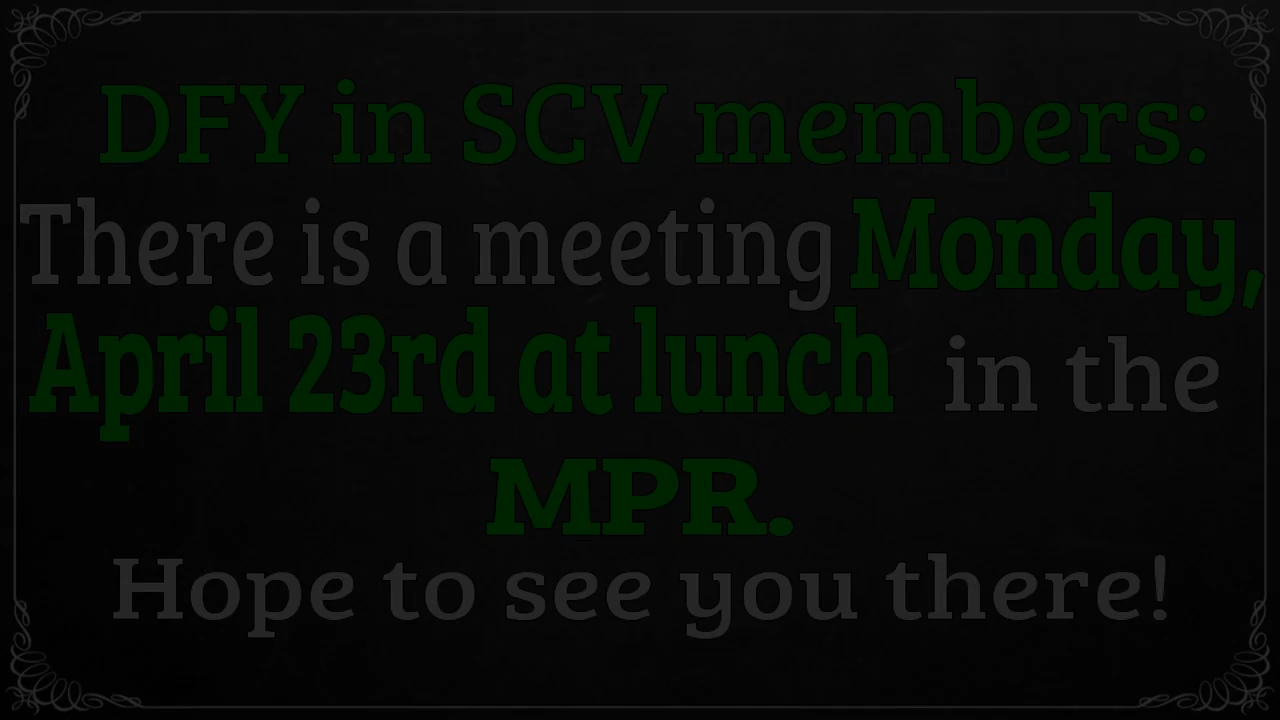 DFY in SCV members:
There is a meeting Monday,
April 23rd at lunch in the
MPR.
Hope to see you there!